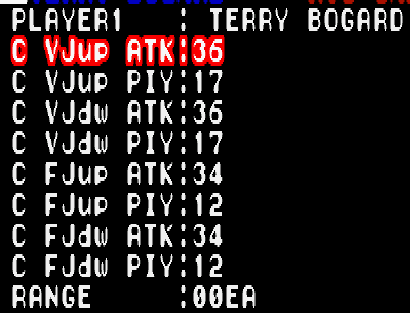 PLAYER1 : TERRY BOGARD
C VJup ATK:36
C VJup PIY:17
C VJdw ATK:36
C VJdw PIY:17
C FJup ATK:34
C FJup PIY:12
C FJdw ATK:34
C FJdw PIY:12
RANGE :00EA